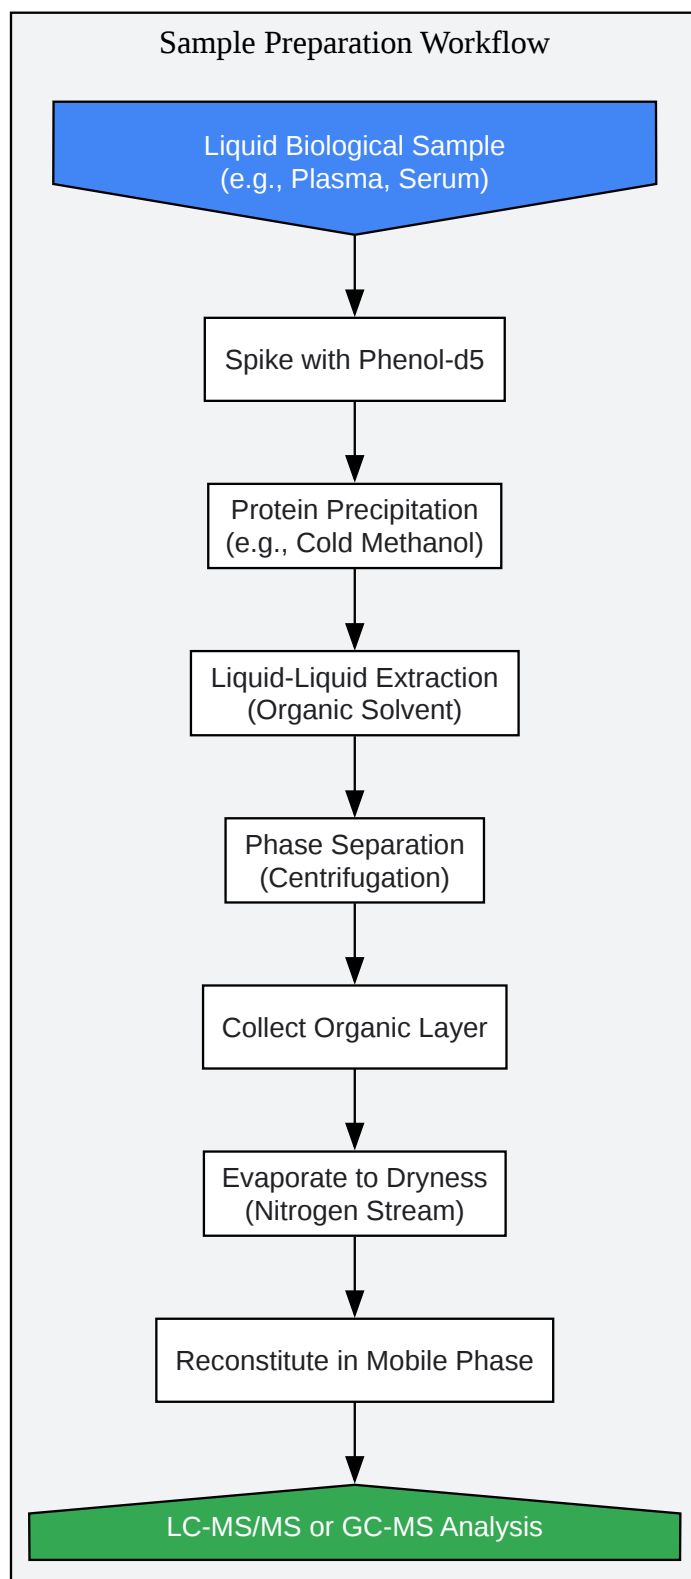 Sample Preparation Workflow
Liquid Biological Sample
(e.g., Plasma, Serum)
Spike with Phenol-d5
Protein Precipitation
(e.g., Cold Methanol)
Liquid-Liquid Extraction
(Organic Solvent)
Phase Separation
(Centrifugation)
Collect Organic Layer
Evaporate to Dryness
(Nitrogen Stream)
Reconstitute in Mobile Phase
LC-MS/MS or GC-MS Analysis